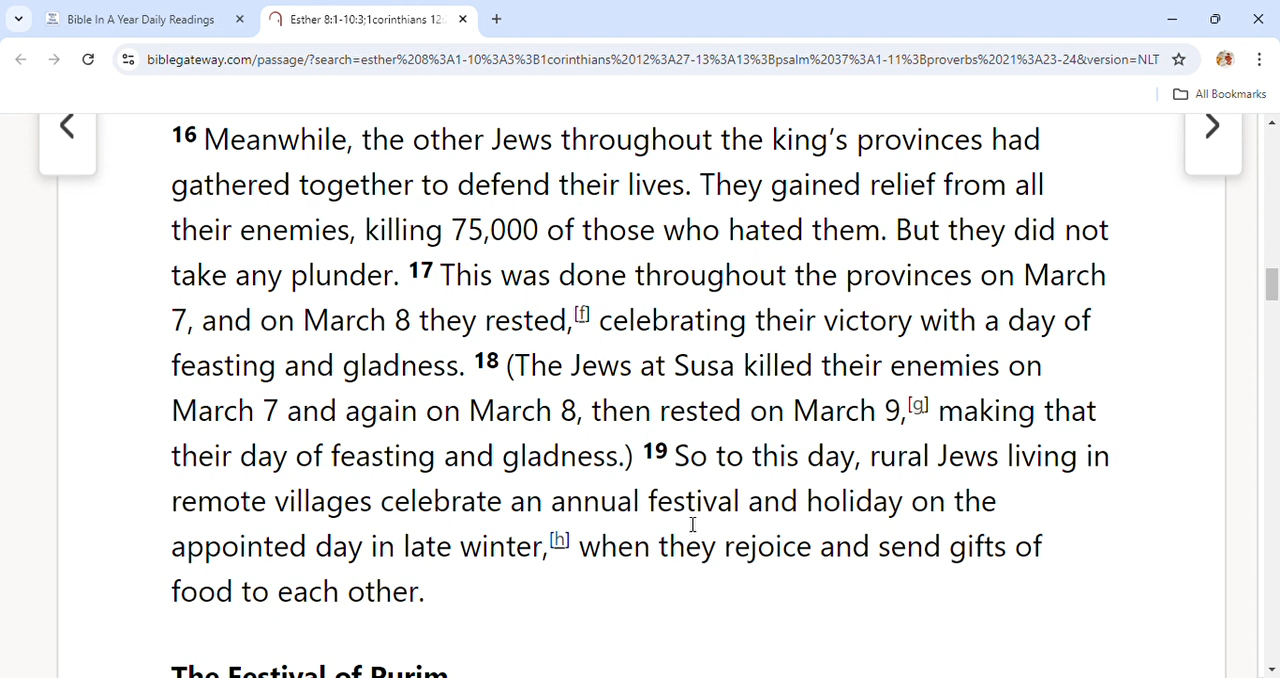 Bible In A Year Daily Readings
Esther 8:1-10:3;1corinthians 12:
biblegateway.com/passage/?search=esther%208%3A1-10%3A3%3B1corinthians%2012%3A27-13%3A13%3Bpsalm%2037%3A1-11%3Bproverbs%2021%3A23-24&version=NLT
All Bookmarks
16 Meanwhile, the other Jews throughout the king’s provinces had
gathered together to defend their lives. They gained relief from all
their enemies, killing 75,000 of those who hated them. But they did not
take any plunder. 17 This was done throughout the provinces on March
7, and on March 8 they rested,[f] celebrating their victory with a day of
feasting and gladness. 18 (The Jews at Susa killed their enemies on
March 7 and again on March 8, then rested on March 9,[g] making that
their day of feasting and gladness.) 19 So to this day, rural Jews living in
remote villages celebrate an annual festival and holiday on the
appointed day in late winter,[h] when they rejoice and send gifts of
food to each other.
The Festival of Purim